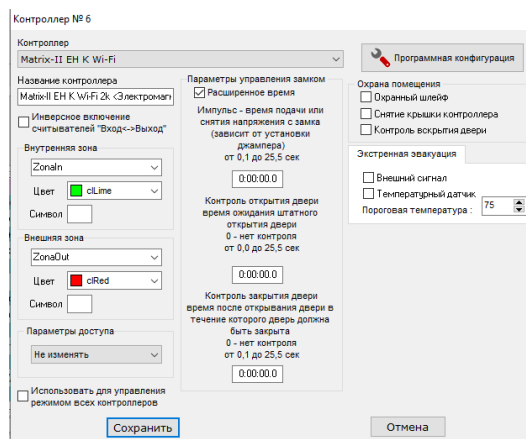 Контроллер № 6
Контроллер
Matrix-II EH K Wi-Fi
Программная конфигурация
Название контроллера
Matrix-II EH K Wi-Fi 2k <Электромагн
Инверсное включение
считывателей "Вход<->Выход"
Внутренняя зона
ZonaIn
Цвет
clLime
Символ
Внешняя зона
ZonaOut
Цвет
clRed
Символ
Параметры доступа
Не изменять
Использовать для управления
режимом всех контроллеров
Параметры управления замком
Расширенное время
Импульс - время подачи или
снятия напряжения с замка
(зависит от установки
джампера)
от 0,1 до 25,5 сек
0:00:00.0
Контроль открытия двери
время ожидания штатного
открытия двери
0 - нет контроля
от 0,0 до 25,5 сек
0:00:00.0
Контроль закрытия двери
время после открывания двери в
течение которого дверь должна
быть закрыта
0 - нет контроля
от 0,1 до 25,5 сек
0:00:00.0
Охрана помещения
Охранный шлейф
Снятие крышки контроллера
Контроль вскрытия двери
Экстренная эвакуация
Внешний сигнал
Температурный датчик
Пороговая температура :
75
Сохранить
Отмена